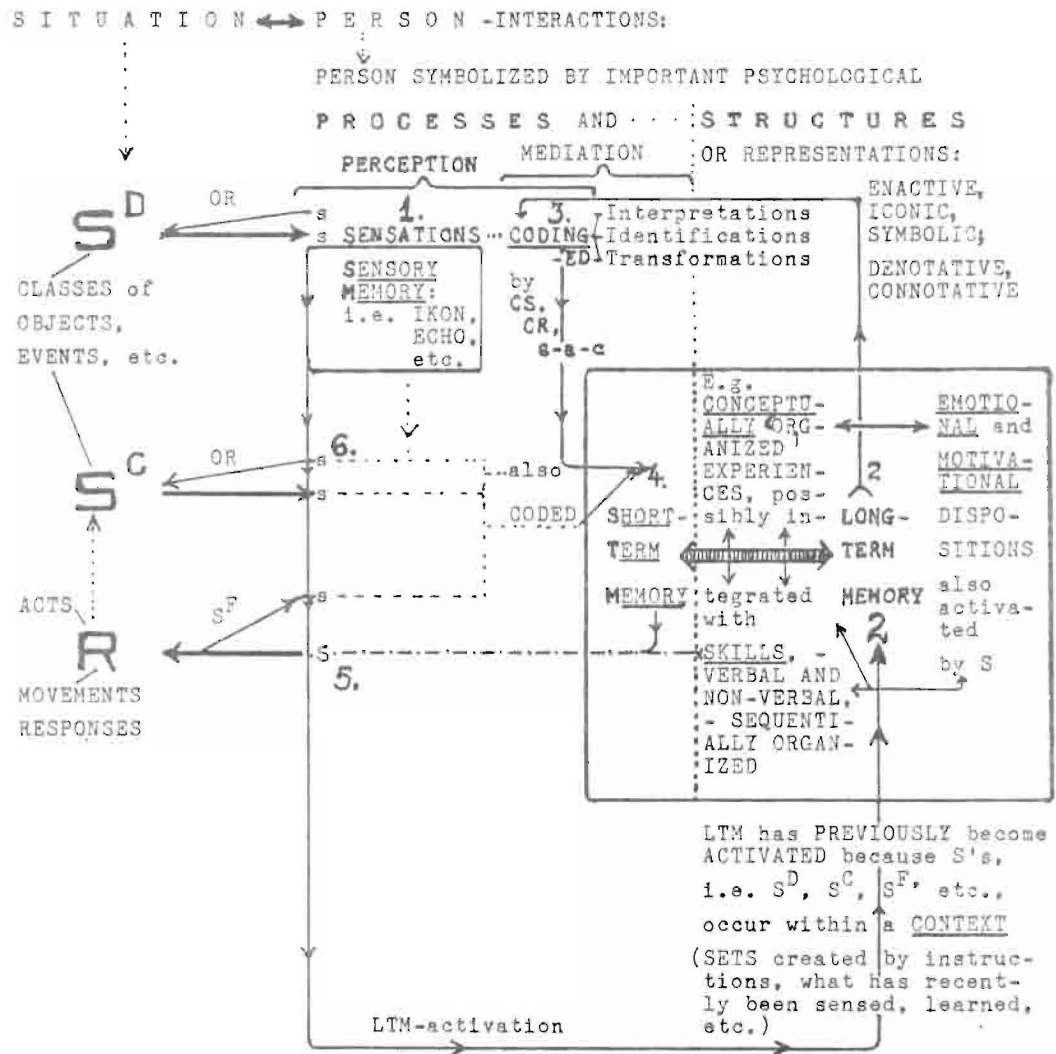 SITUATION ↔ PERSON -INTERACTIONS:
PERSON SYMBOLIZED BY IMPORTANT PSYCHOLOGICAL
PROCESSES AND ···· STRUCTURES
OR REPRESENTATIONS:
ENACTIVE,
ICONIC,
SYMBOLIC;
DENOTATIVE,
CONNOTATIVE
PERCEPTION
MEDIATION
S^D
OR
s
s
1.
SENSATIONS ...
3.
CODING
-ED
Interpretations
Identifications
Transformations
CLASSES of
OBJECTS,
EVENTS, etc.
SENSORY
MEMORY:
i.e. IKON,
ECHO,
etc.
by
CS,
CR,
s-a-c
S^C
OR
6.
s
s
also
CODED
4.
SHORT-
TERM
MEMORY
E.g.
CONCEPTU-
ALLY ORG-
ANIZED
EXPERIEN-
CES, pos-
sibly in-
tegrated
with
SKILLS, -
VERBAL AND
NON-VERBAL,
- SEQUENTI-
ALLY ORGAN-
IZED
2
LONG-
TERM
MEMORY
2
EMOTIO-
NAL and
MOTIVA-
TIONAL
DISPO-
SITIONS
also
activa-
ted
by S
ACTS
S^F
s
R
S
5.
MOVEMENTS
RESPONSES
LTM has PREVIOUSLY become
ACTIVATED because S's,
i.e. S^D, S^C, S^F, etc.,
occur within a CONTEXT
(SETS created by instruc-
tions, what has recent-
ly been sensed, learned,
etc.)
LTM-activation